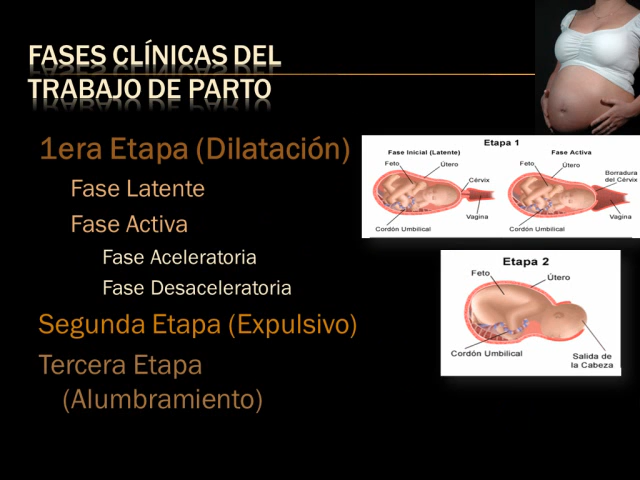 FASES CLÍNICAS DEL
TRABAJO DE PARTO
1era Etapa (Dilatación)
Fase Latente
Fase Activa
Fase Aceleratoria
Fase Desaceleratoria
Segunda Etapa (Expulsivo)
Tercera Etapa
(Alumbramiento)
Etapa 1
Fase Inicial (Latente)
Feto
Útero
Cérvix
Vagina
Cordón Umbilical
Fase Activa
Feto
Útero
Borradura
del Cérvix
Vagina
Cordón Umbilical
Etapa 2
Feto
Útero
Cordón Umbilical
Salida de
la Cabeza